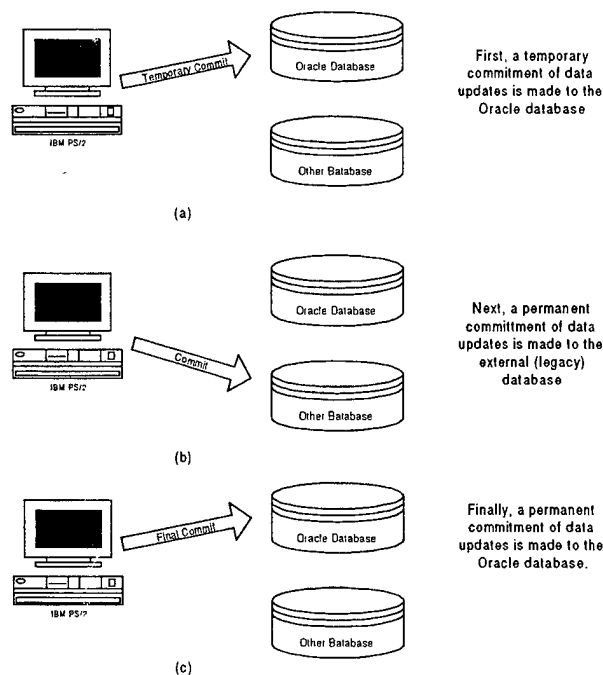 Temporary Commit
Oracle Database
IBM PS/2
Other Batabase
First, a temporary
commitment of data
updates is made to the
Oracle database
(a)
Oracle Database
Commit
IBM PS/2
Other Batabase
Next, a permanent
committment of data
updates is made to the
external (legacy)
database
(b)
Final Commit
Oracle Database
IBM PS/2
Other Batabase
Finally, a permanent
commitment of data
updates is made to the
Oracle database.
(c)